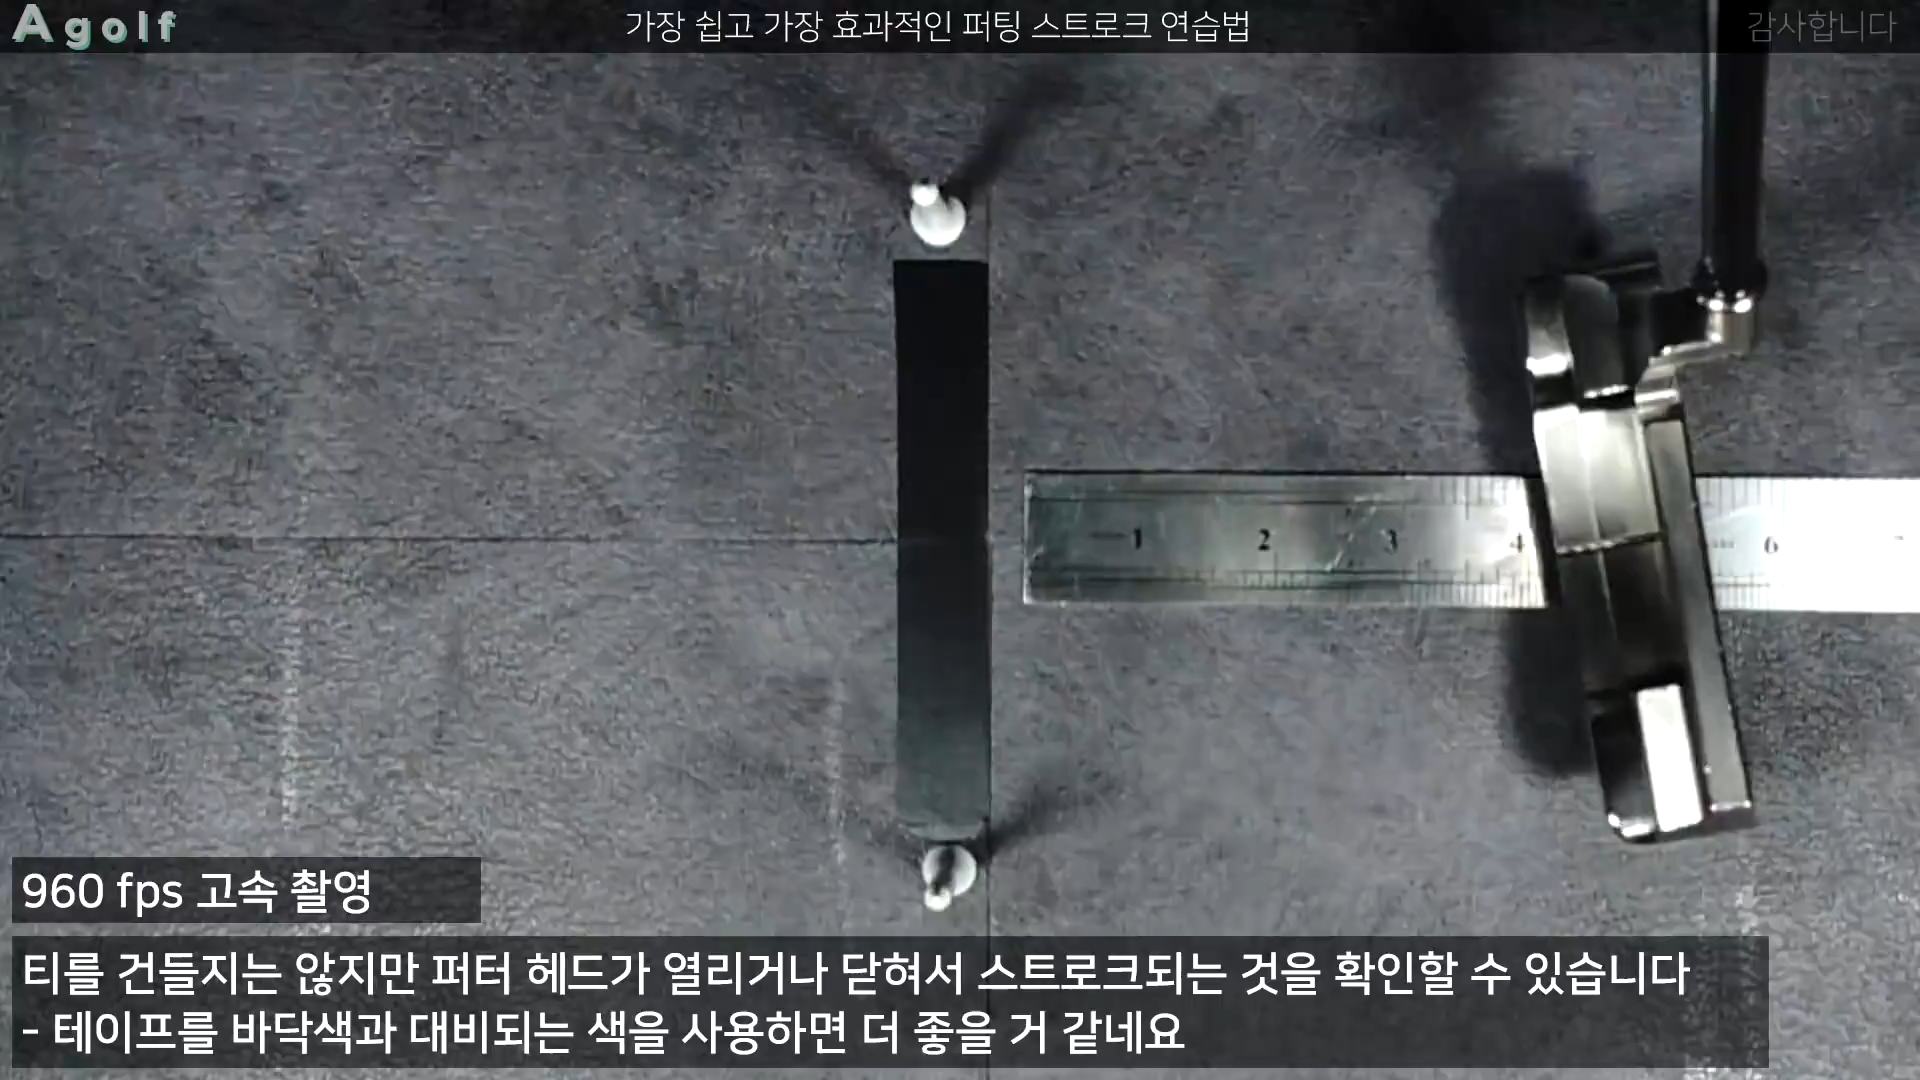 Agolf
가장 쉽고 가장 효과적인 퍼팅 스트로크 연습법
감사합니다
1 2 3 4 6
960 fps 고속 촬영
티를 건들지는 않지만 퍼터 헤드가 열리거나 닫혀서 스트로크되는 것을 확인할 수 있습니다
- 테이프를 바닥색과 대비되는 색을 사용하면 더 좋을 거 같네요